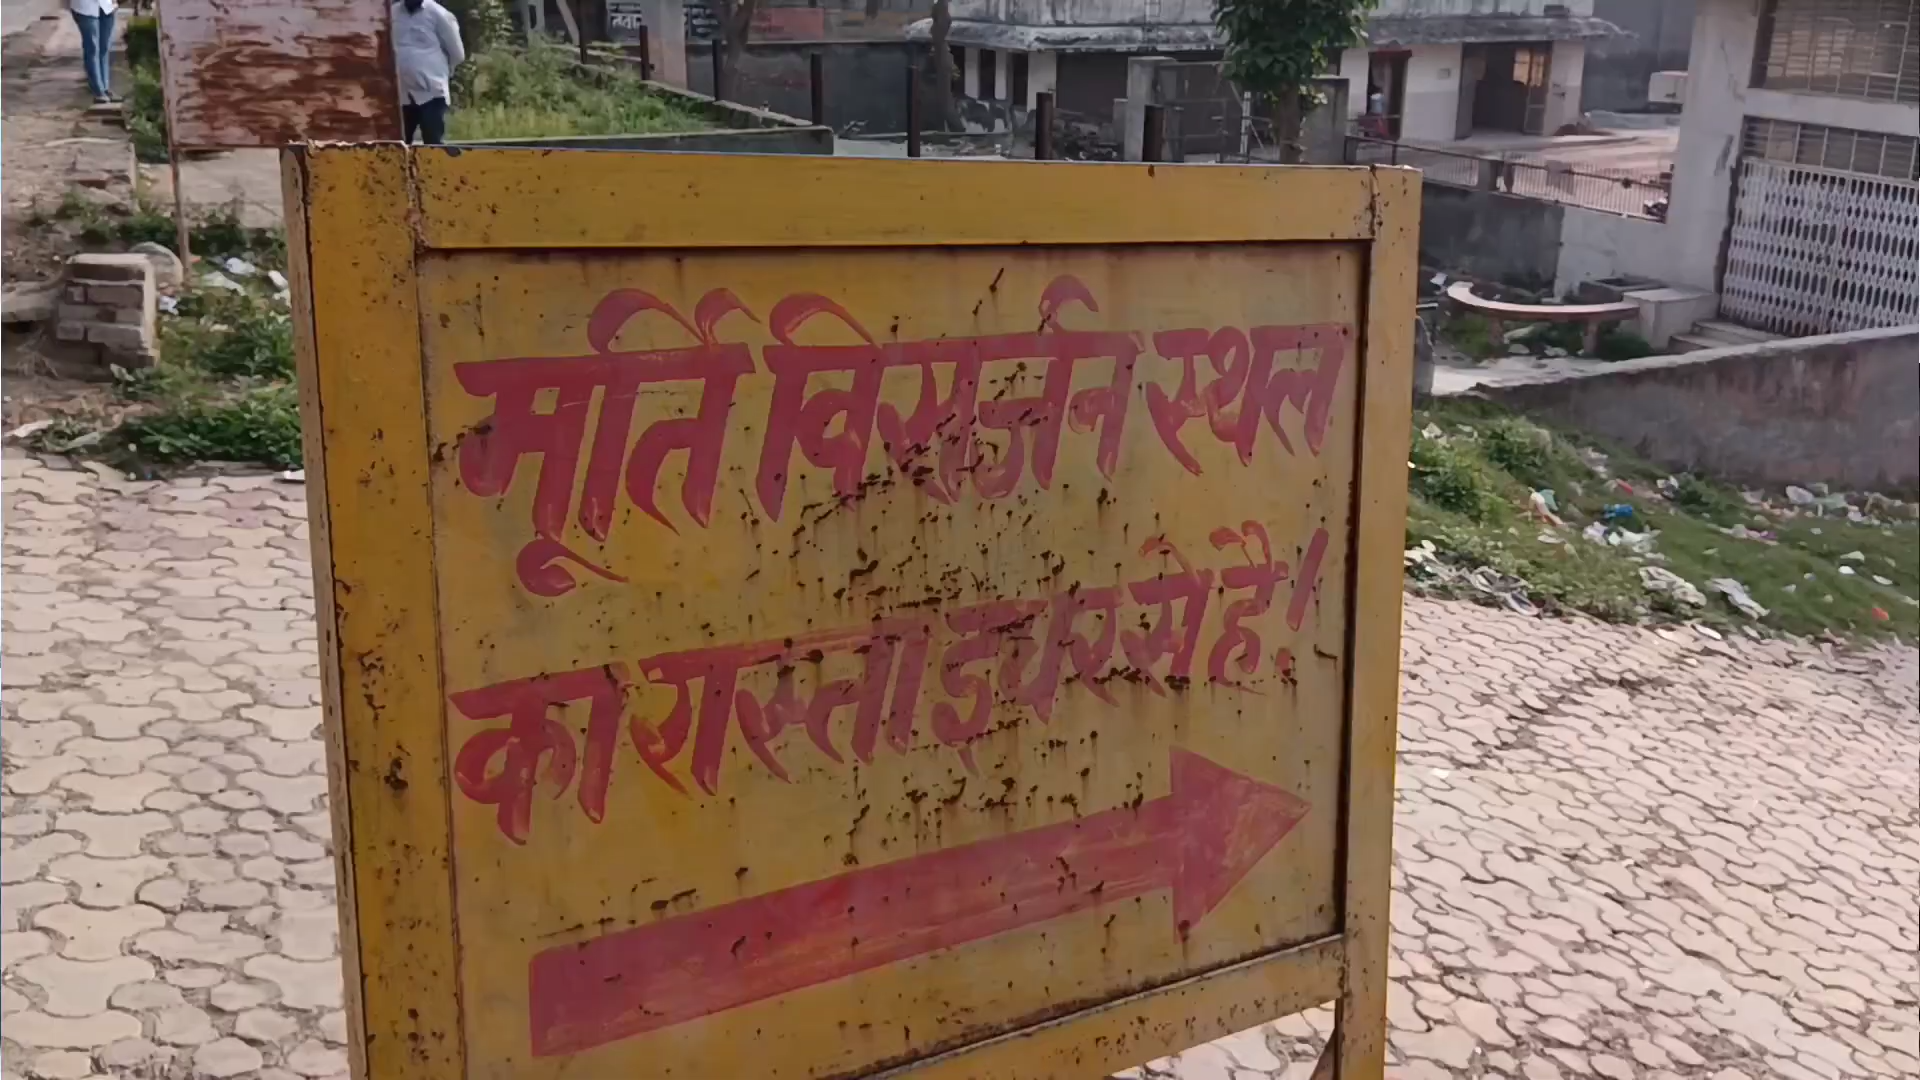 मूर्ति विसर्जन स्थल
का रास्ता इधर से है!